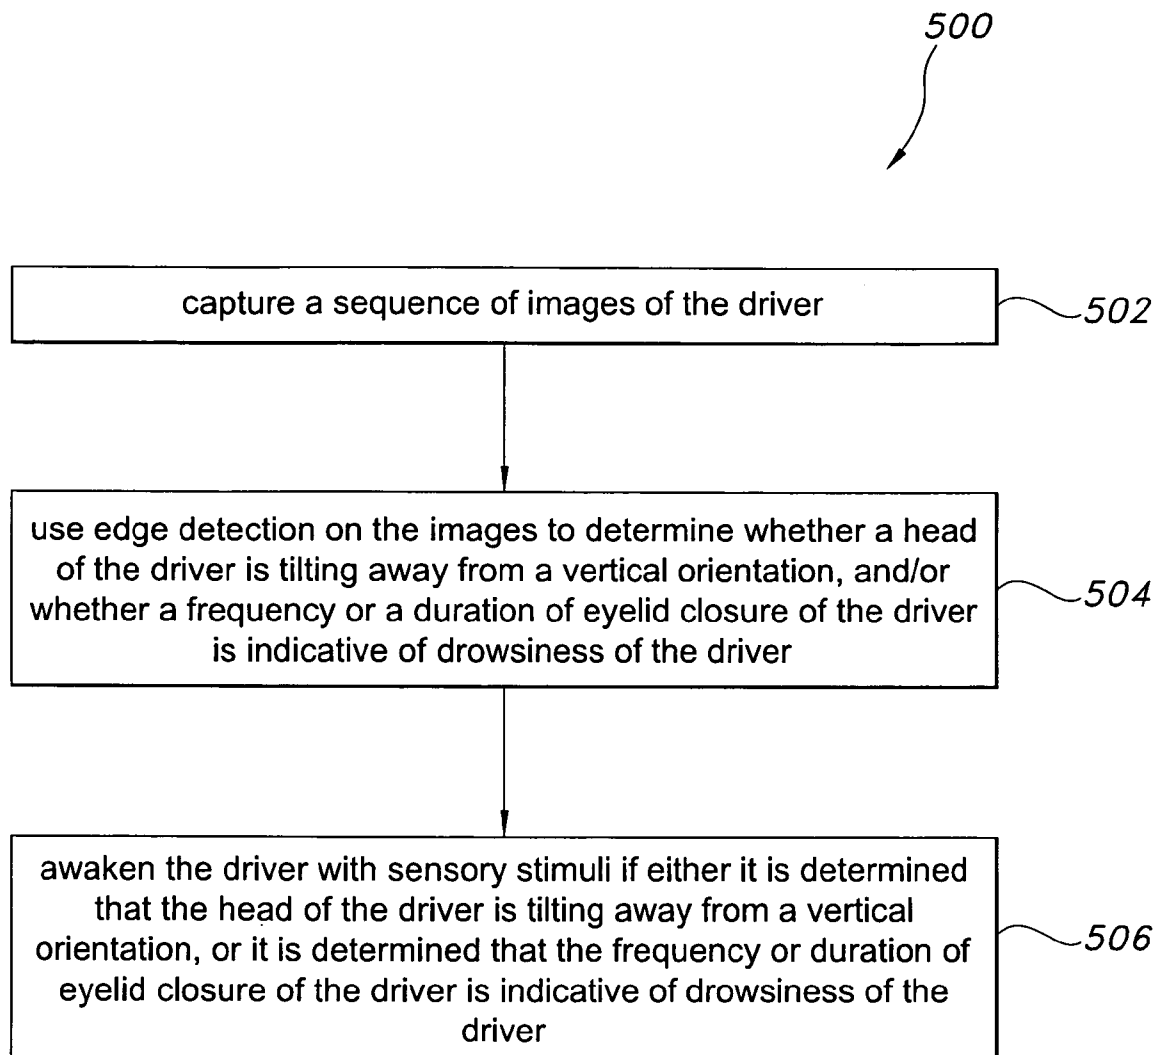 500
capture a sequence of images of the driver
502
use edge detection on the images to determine whether a head
of the driver is tilting away from a vertical orientation, and/or
whether a frequency or a duration of eyelid closure of the driver
is indicative of drowsiness of the driver
504
awaken the driver with sensory stimuli if either it is determined
that the head of the driver is tilting away from a vertical
orientation, or it is determined that the frequency or duration of
eyelid closure of the driver is indicative of drowsiness of the
driver
506